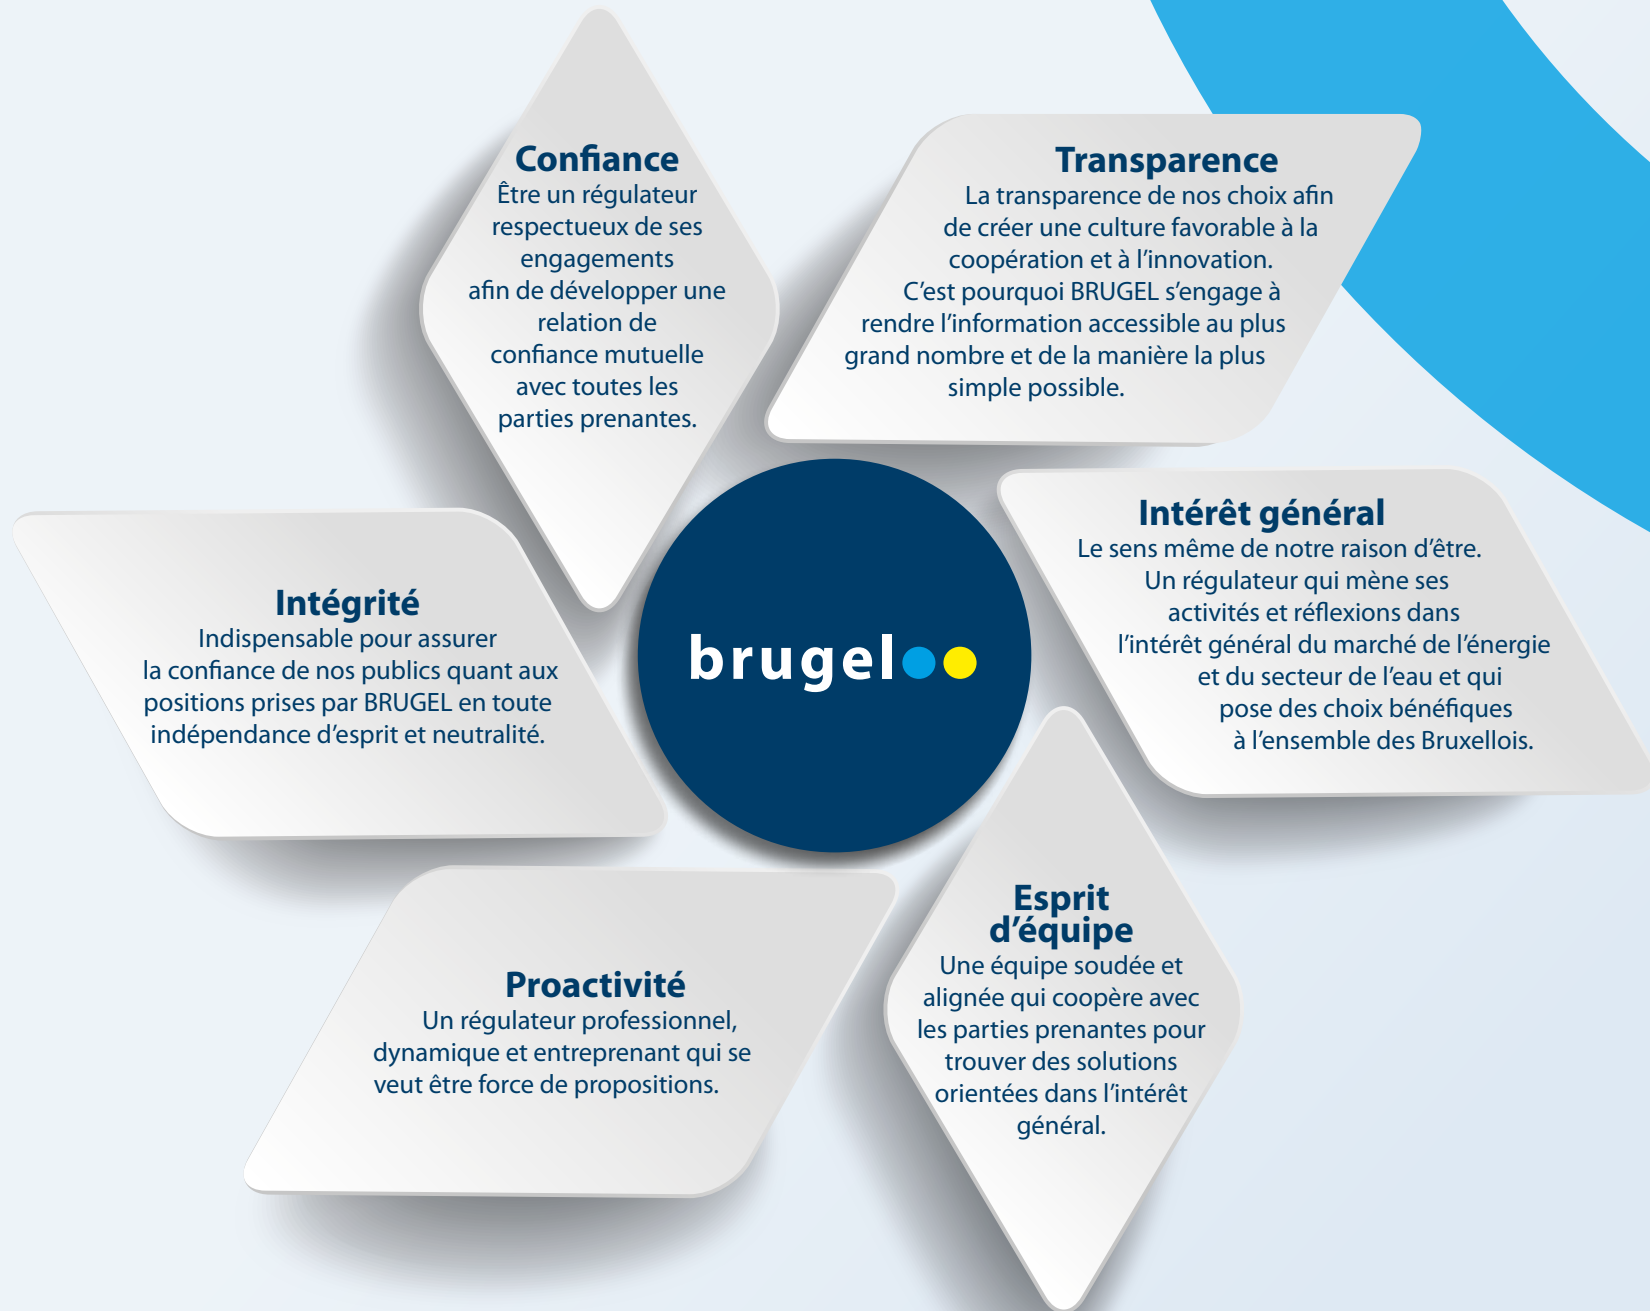 Confiance
Être un régulateur
respectueux de ses
engagements
afin de développer une
relation de
confiance mutuelle
avec toutes les
parties prenantes.
Transparence
La transparence de nos choix afin
de créer une culture favorable à la
coopération et à l’innovation.
C’est pourquoi BRUGEL s’engage à
rendre l’information accessible au plus
grand nombre et de la manière la plus
simple possible.
Intérêt général
Le sens même de notre raison d’être.
Un régulateur qui mène ses
activités et réflexions dans
l’intérêt général du marché de l’énergie
et du secteur de l’eau et qui
pose des choix bénéfiques
à l’ensemble des Bruxellois.
Intégrité
Indispensable pour assurer
la confiance de nos publics quant aux
positions prises par BRUGEL en toute
indépendance d’esprit et neutralité.
brugel
Esprit
d’équipe
Une équipe soudée et
alignée qui coopère avec
les parties prenantes pour
trouver des solutions
orientées dans l’intérêt
général.
Proactivité
Un régulateur professionnel,
dynamique et entreprenant qui se
veut être force de propositions.